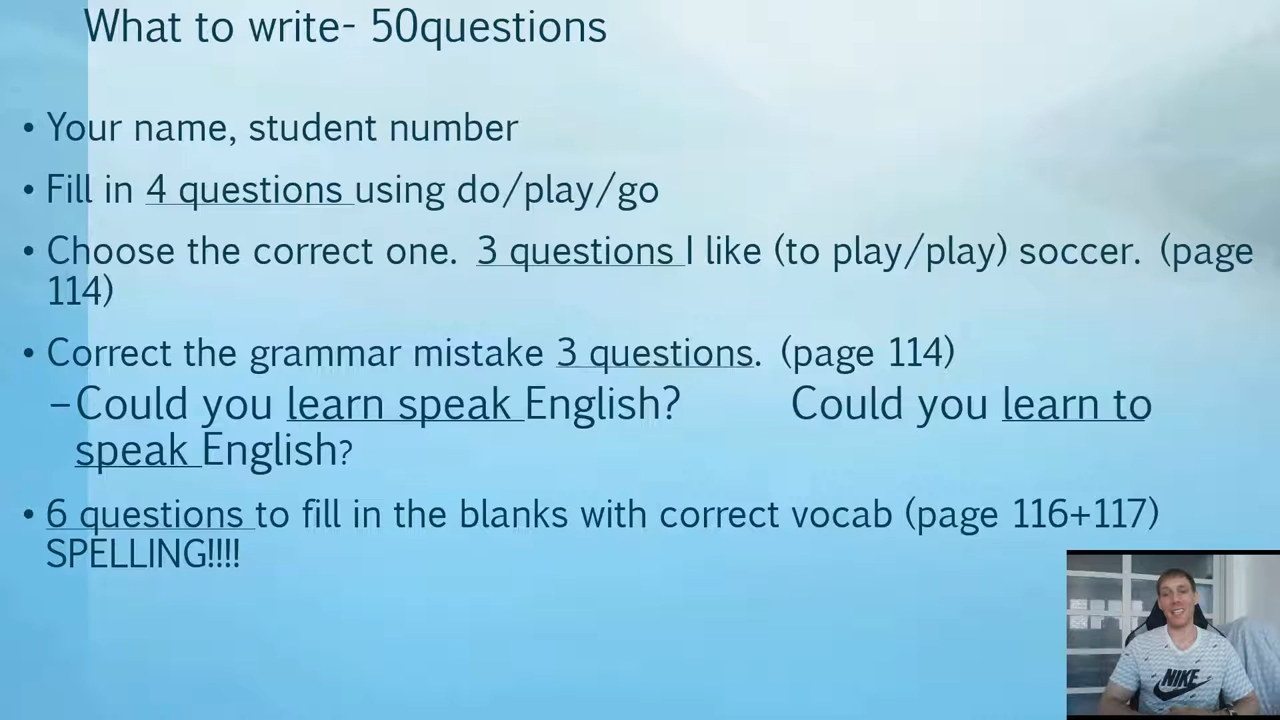 What to write- 50questions
• Your name, student number
• Fill in 4 questions using do/play/go
• Choose the correct one. 3 questions I like (to play/play) soccer. (page
114)
• Correct the grammar mistake 3 questions. (page 114)
–Could you learn speak English? Could you learn to
speak English?
• 6 questions to fill in the blanks with correct vocab (page 116+117)
SPELLING!!!!
NIKE